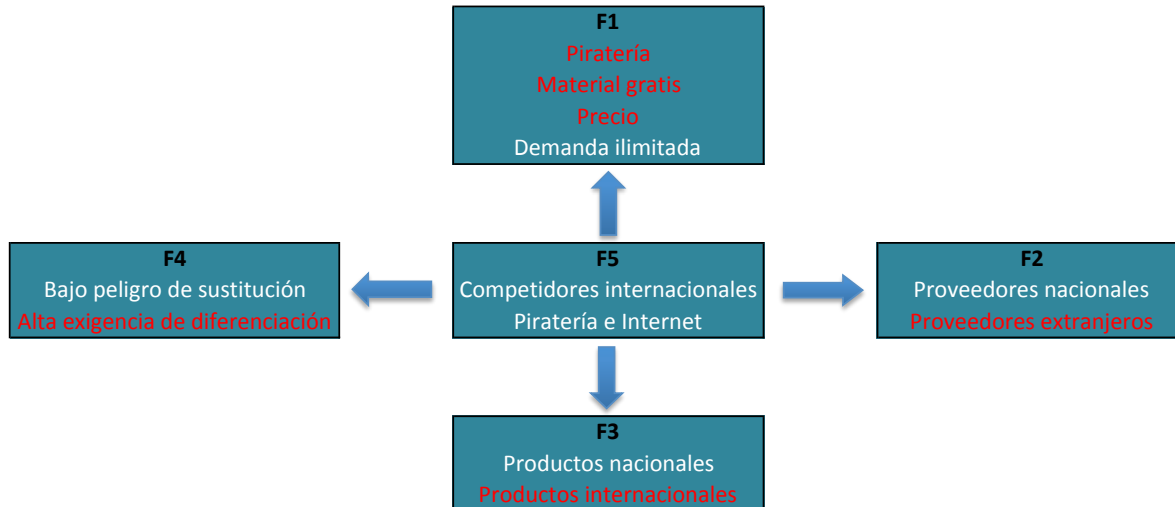 F1
Piratería
Material gratis
Precio
Demanda ilimitada
F4
Bajo peligro de sustitución
Alta exigencia de diferenciación
F5
Competidores internacionales
Piratería e Internet
F2
Proveedores nacionales
Proveedores extranjeros
F3
Productos nacionales
Productos internacionales